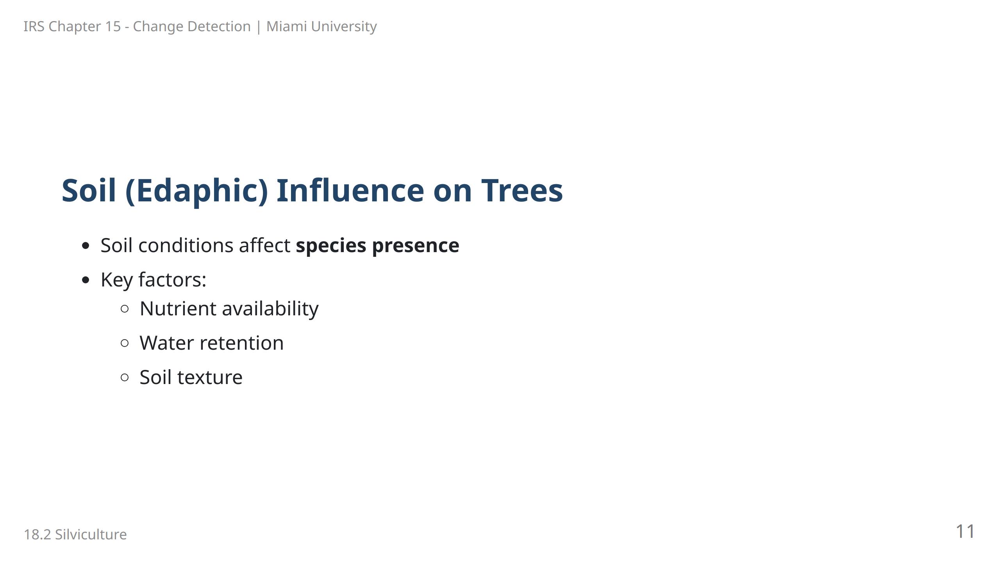 IRS Chapter 15 - Change Detection | Miami University
Soil (Edaphic) Influence on Trees
• Soil conditions affect species presence
• Key factors:
◦ Nutrient availability
◦ Water retention
◦ Soil texture
18.2 Silviculture
11